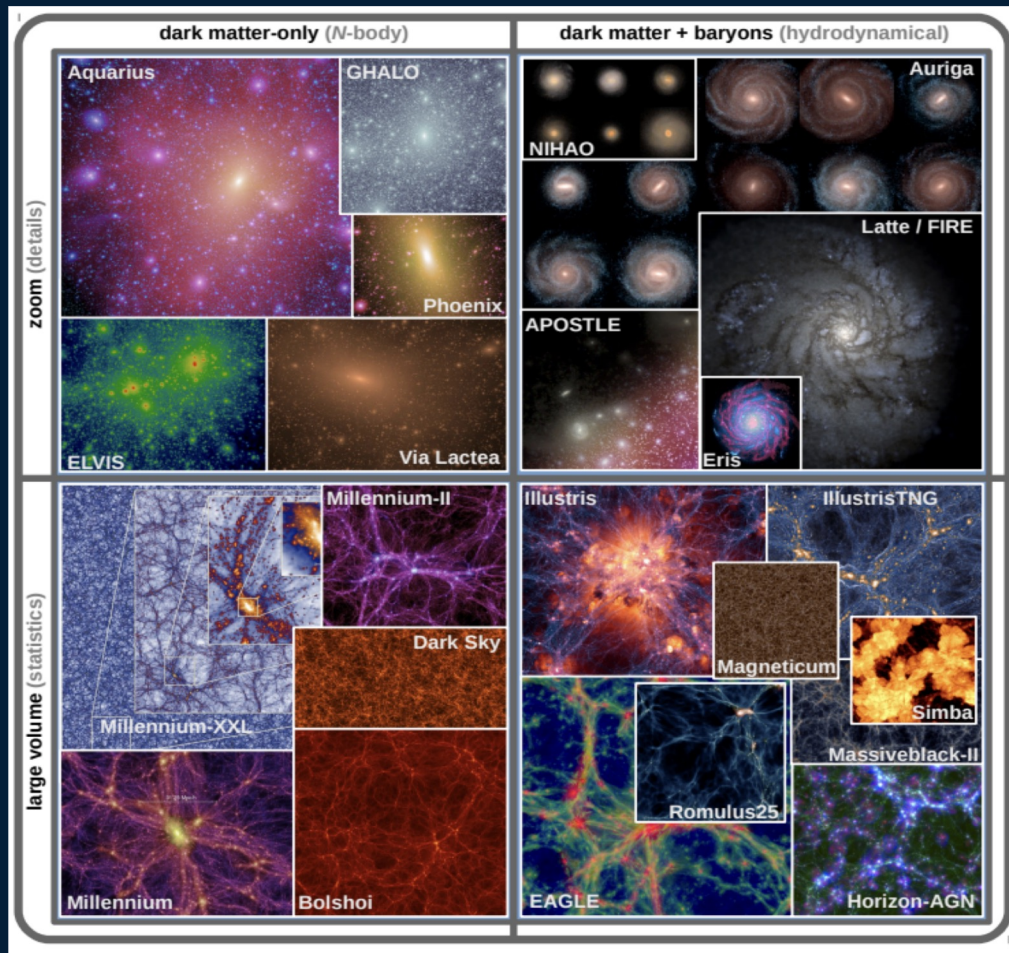 dark matter-only (N-body)
dark matter + baryons (hydrodynamical)
zoom (details)
Aquarius
GHALO
Phoenix
ELVIS
Via Lactea
NIHAO
Auriga
Latte / FIRE
APOSTLE
Eris
large volume (statistics)
Millennium-XXL
Millennium-II
Dark Sky
Millennium
Bolshoi
Illustris
IllustrisTNG
Magneticum
Simba
Massiveblack-II
Romulus25
EAGLE
Horizon-AGN